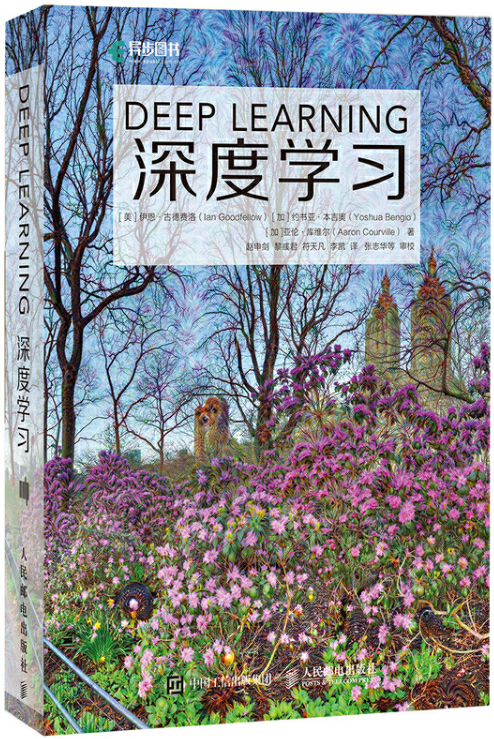 异步图书
DEEP LEARNING
深度学习
[美]伊恩·古德费洛(Ian Goodfellow) [加]约书亚·本吉奥(Yoshua Bengio)
[加]亚伦·库维尔(Aaron Courville) 著
赵申剑 黎彧君 符天凡 李凯 译 张志华等 审校
中国工信出版集团
人民邮电出版社
POSTS & TELECOM PRESS
DEEP LEARNING
深度学习
人民邮电出版社